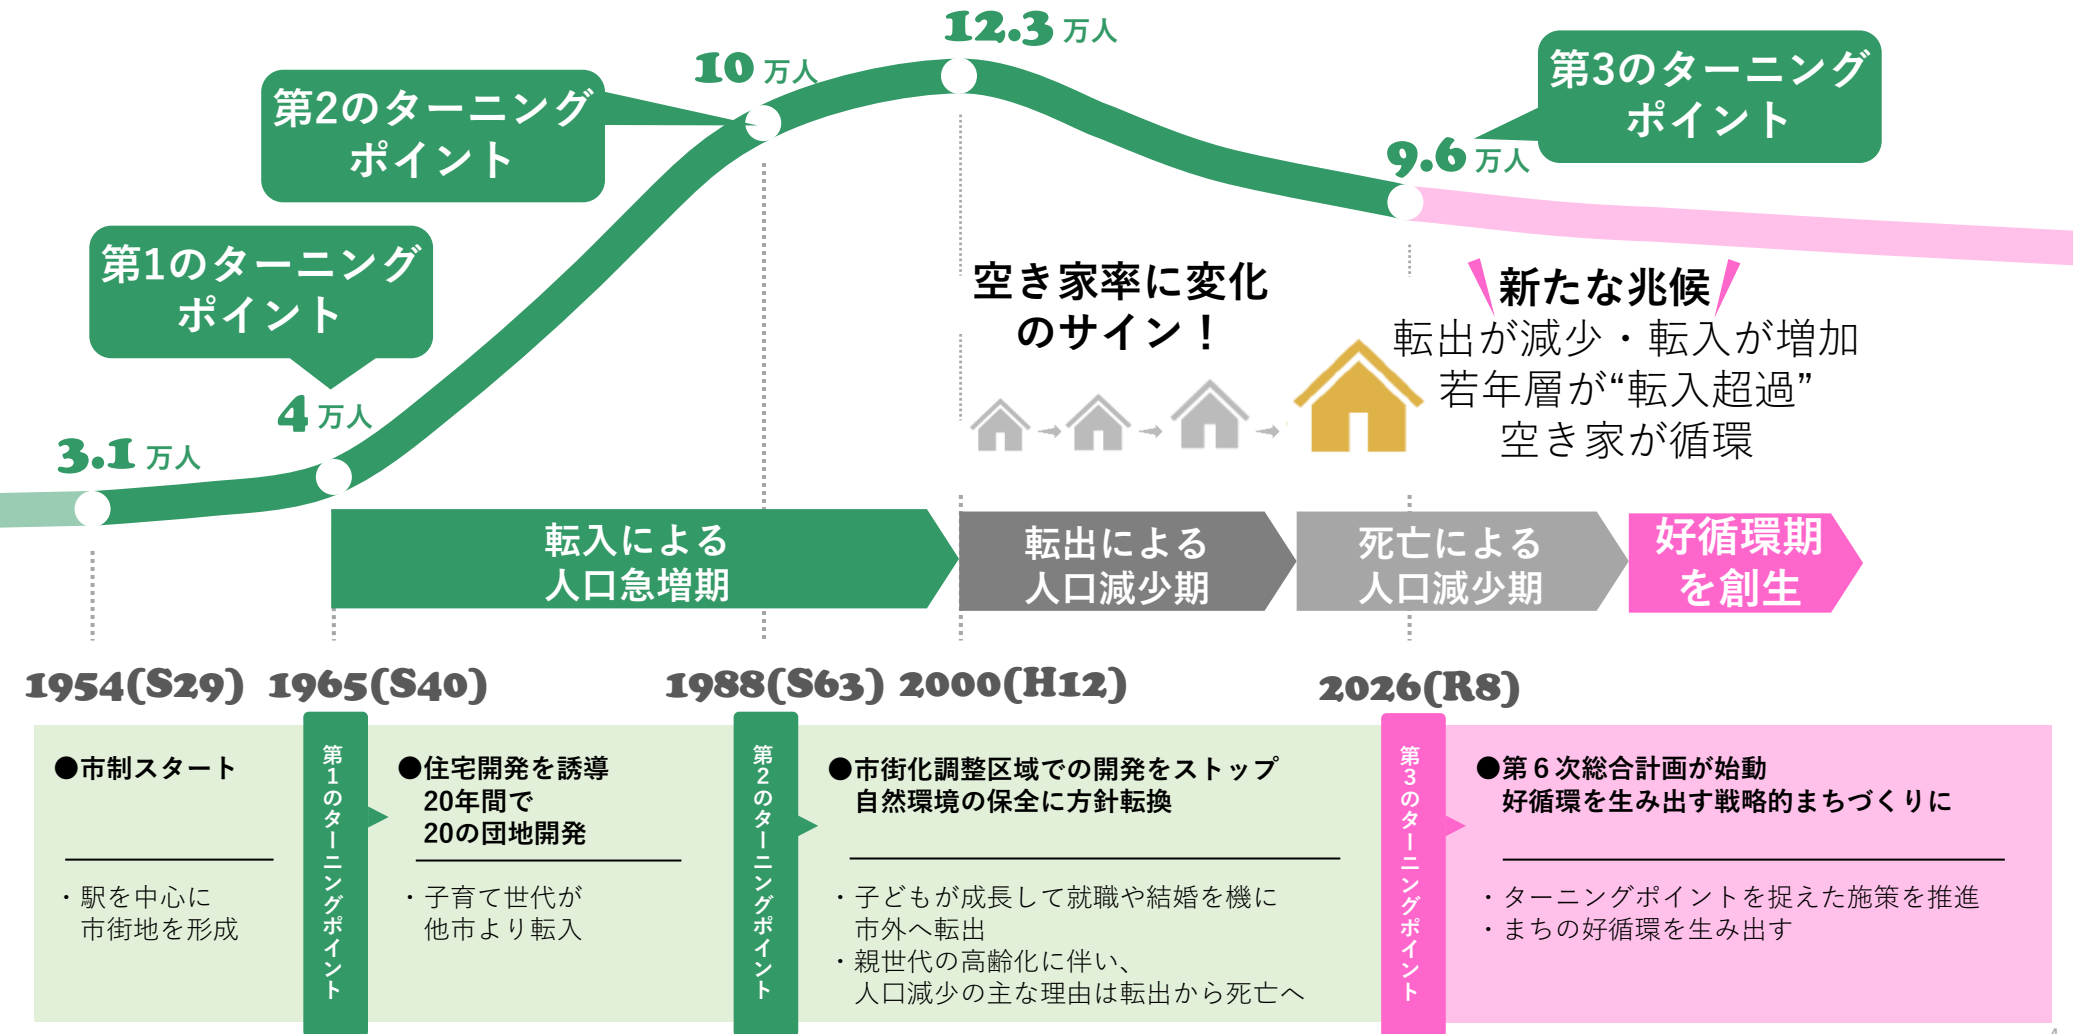 12.3 万人
10 万人
第2のターニング
ポイント
第3のターニング
ポイント
9.6 万人
第1のターニング
ポイント
4 万人
3.1 万人
空き家率に変化
のサイン！
新たな兆候
転出が減少・転入が増加
若年層が“転入超過”
空き家が循環
転入による
人口急増期
転出による
人口減少期
死亡による
人口減少期
好循環期
を創生
1954(S29)
1965(S40)
1988(S63)
2000(H12)
2026(R8)
●市制スタート
・駅を中心に
市街地を形成
第1のターニングポイント
●住宅開発を誘導
20年間で
20の団地開発
・子育て世代が
他市より転入
第2のターニングポイント
●市街化調整区域での開発をストップ
自然環境の保全に方針転換
・子どもが成長して就職や結婚を機に
市外へ転出
・親世代の高齢化に伴い、
人口減少の主な理由は転出から死亡へ
第3のターニングポイント
●第６次総合計画が始動
好循環を生み出す戦略的まちづくりに
・ターニングポイントを捉えた施策を推進
・まちの好循環を生み出す